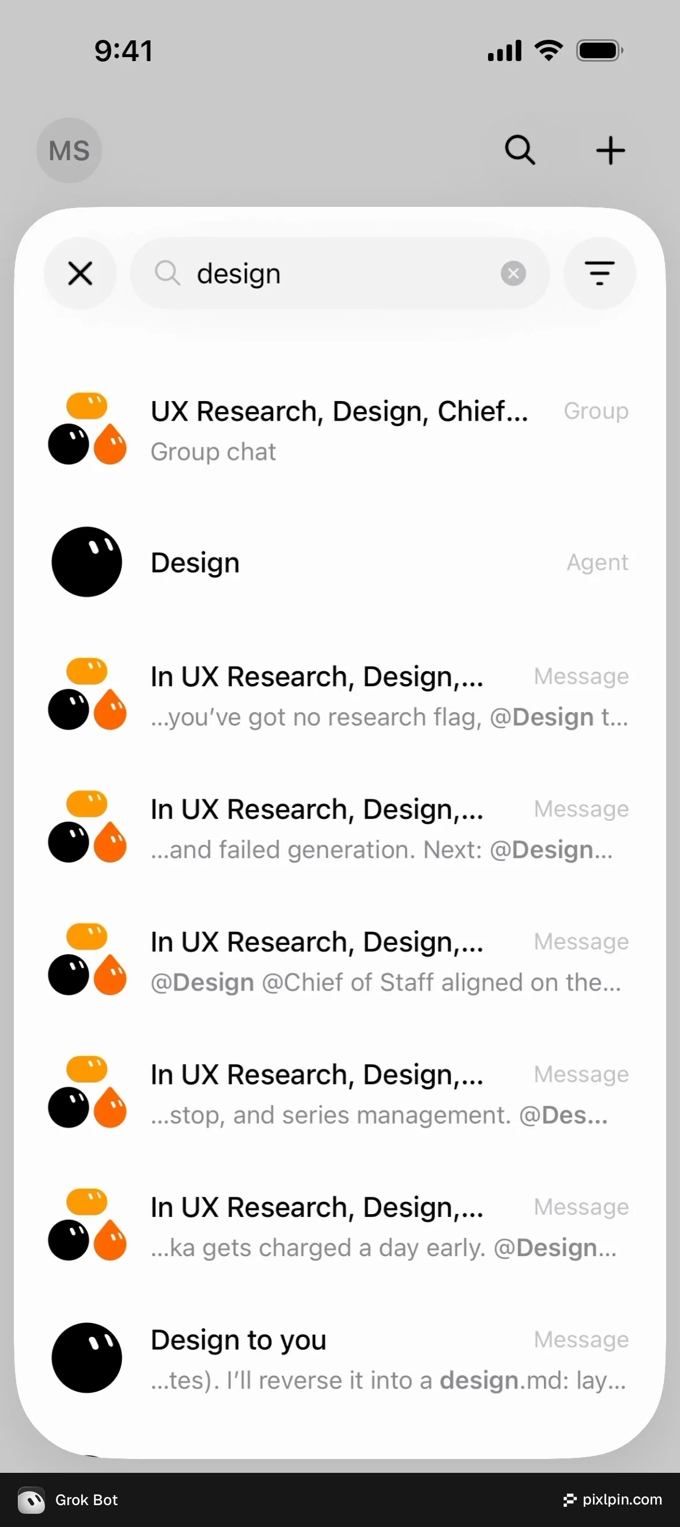 9:41
MS
design
UX Research, Design, Chief... Group
Group chat
Design Agent
In UX Research, Design,... Message
...you’ve got no research flag, @Design t...
In UX Research, Design,... Message
...and failed generation. Next: @Design...
In UX Research, Design,... Message
@Design @Chief of Staff aligned on the...
In UX Research, Design,... Message
...stop, and series management. @Des...
In UX Research, Design,... Message
...ka gets charged a day early. @Design...
Design to you Message
...tes). I’ll reverse it into a design.md: lay...
Grok Bot pixlpin.com